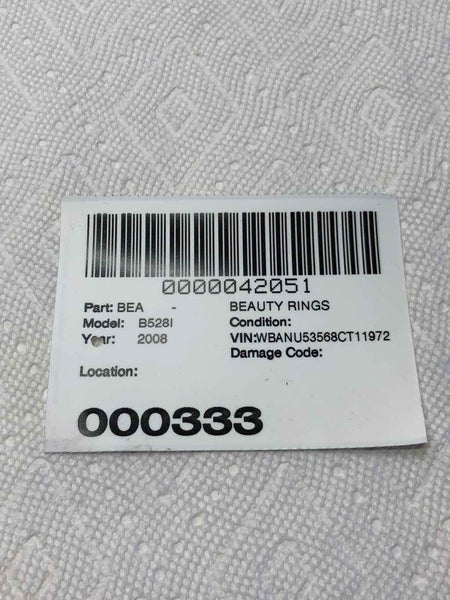 0000042051
Part: BEA - BEAUTY RINGS
Model: B528I Condition:
Year: 2008 VIN:WBANU53568CT11972
Damage Code:
Location:
000333